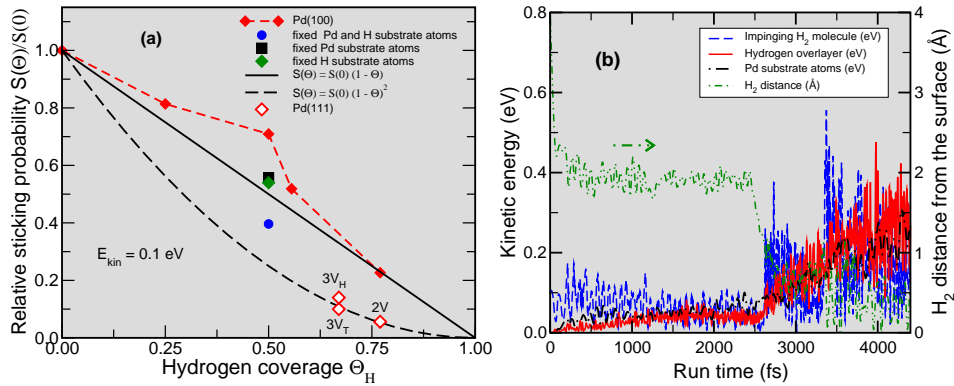 (a)
Pd(100)
fixed Pd and H substrate atoms
fixed Pd substrate atoms
fixed H substrate atoms
S(Θ) = S(0) (1 - Θ)
S(Θ) = S(0) (1 - Θ)²
Pd(111)
Relative sticking probability S(Θ)/S(0)
1.0
0.8
0.6
0.4
0.2
0.0
E_kin = 0.1 eV
3V_H
3V_T
2V
0.00
0.25
0.50
0.75
1.00
Hydrogen coverage Θ_H
(b)
Impinging H₂ molecule (eV)
Hydrogen overlayer (eV)
Pd substrate atoms (eV)
H₂ distance (Å)
Kinetic energy (eV)
0.8
0.6
0.4
0.2
0.0
0
1000
2000
3000
4000
Run time (fs)
4
3
2
1
0
H₂ distance from the surface (Å)